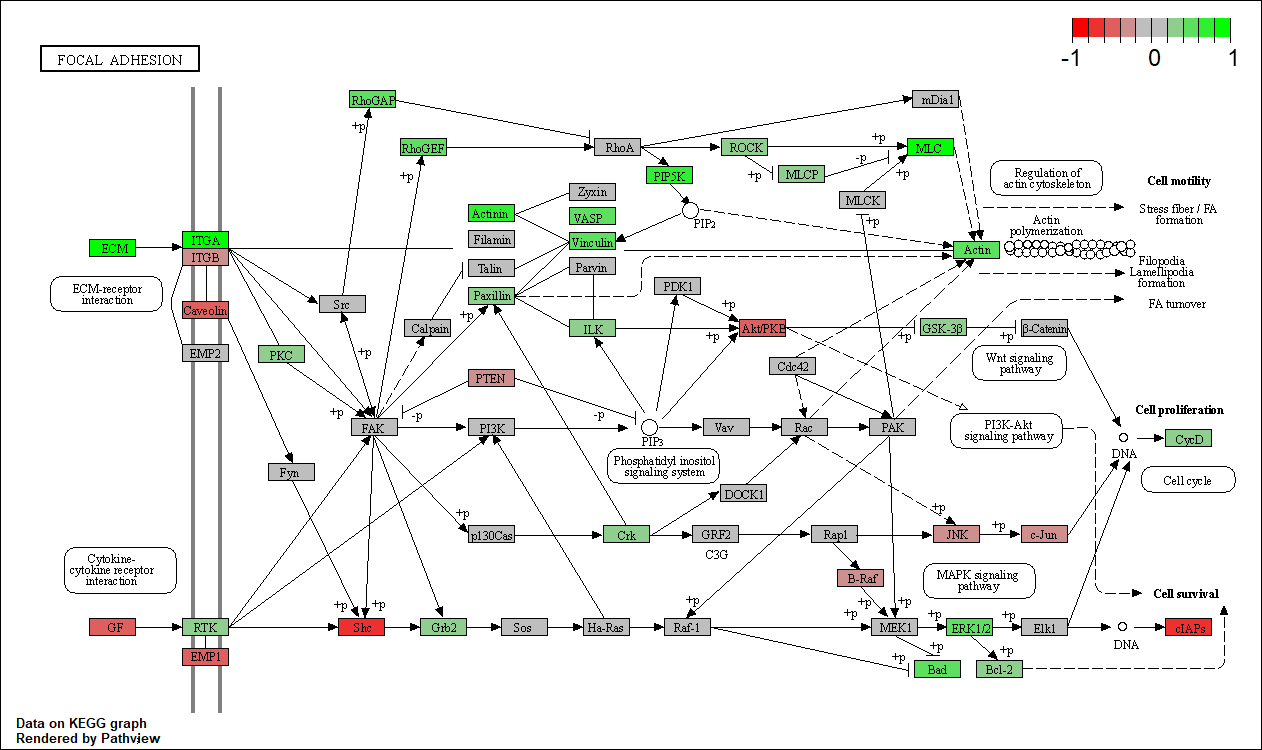 -1 0 1
FOCAL ADHESION
RhoGAP
mDia1
+p
RhoGEF
RhoA
ROCK
+p
MLC
+p
-p
MLCP
+p
+p
PIP5K
Zyxin
MLCK
Regulation of
actin cytoskeleton
Cell motility
Actinin
VASP
PIP2
+p
Stress fiber / FA
formation
Actin
polymerization
ECM
ITGA
ITGB
Filamin
Vinculin
Actin
Talin
Parvin
Filopodia
Lamellipodia
formation
ECM-receptor
interaction
Caveolin
Src
Paxillin
PDK1
FA turnover
+p
+p
Calpain
ILK
+p
Akt/PKB
GSK-3β
+p
+p
β-Catenin
EMP2
PKC
+p
Cdc42
Wnt signaling
pathway
PTEN
+p
-p
-p
FAK
PI3K
PIP3
Vav
Rac
PAK
PI3K-Akt
signaling pathway
Cell proliferation
CycD
DNA
Phosphatidyl inositol
signaling system
Fyn
DOCK1
Cell cycle
+p
+p
+p
p130Cas
Crk
GRF2
C3G
Rap1
JNK
c-Jun
Cytokine-
cytokine receptor
interaction
B-Raf
MAPK signaling
pathway
+p
+p
+p
+p
+p
+p
Cell survival
GF
RTK
Shc
Grb2
Sos
Ha-Ras
Raf-1
MEK1
ERK1/2
Elk1
DNA
cIAPs
EMP1
+p
+p
+p
Bad
Bcl-2
Data on KEGG graph
Rendered by Pathview